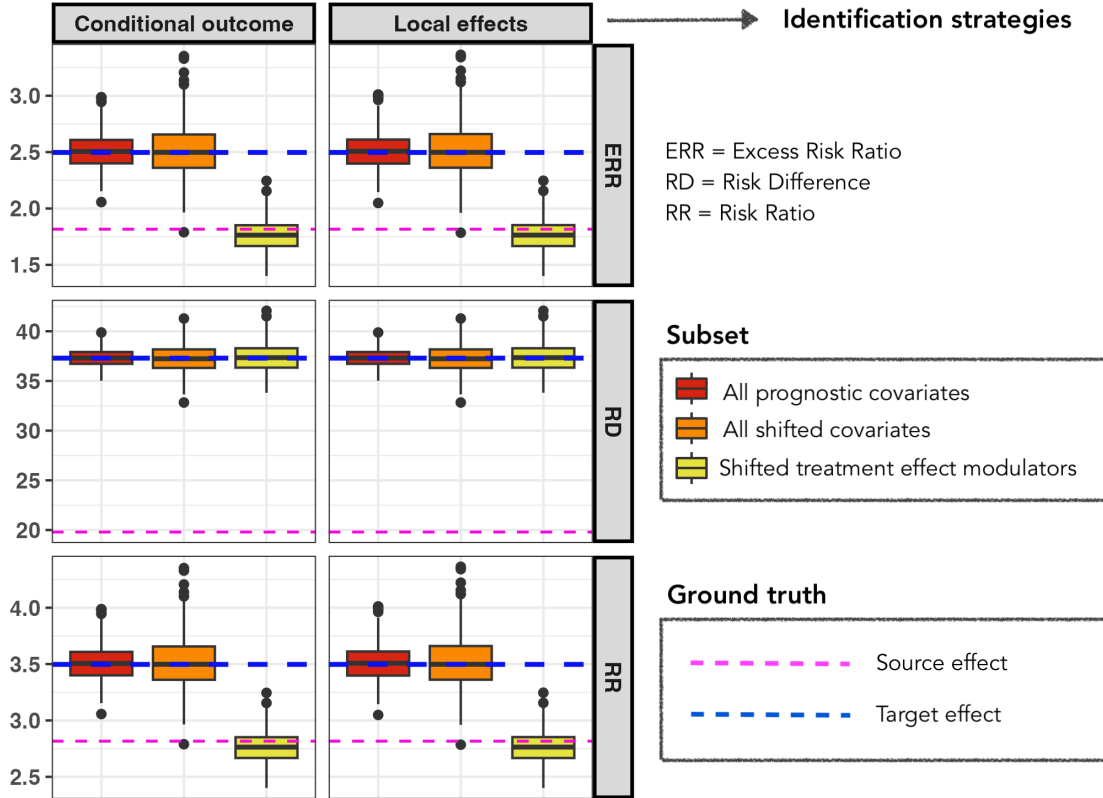 Conditional outcome
Local effects
Identification strategies
3.0
2.5
2.0
1.5
ERR
ERR = Excess Risk Ratio
RD = Risk Difference
RR = Risk Ratio
40
35
30
25
20
RD
Subset
All prognostic covariates
All shifted covariates
Shifted treatment effect modulators
4.0
3.5
3.0
2.5
RR
Ground truth
Source effect
Target effect